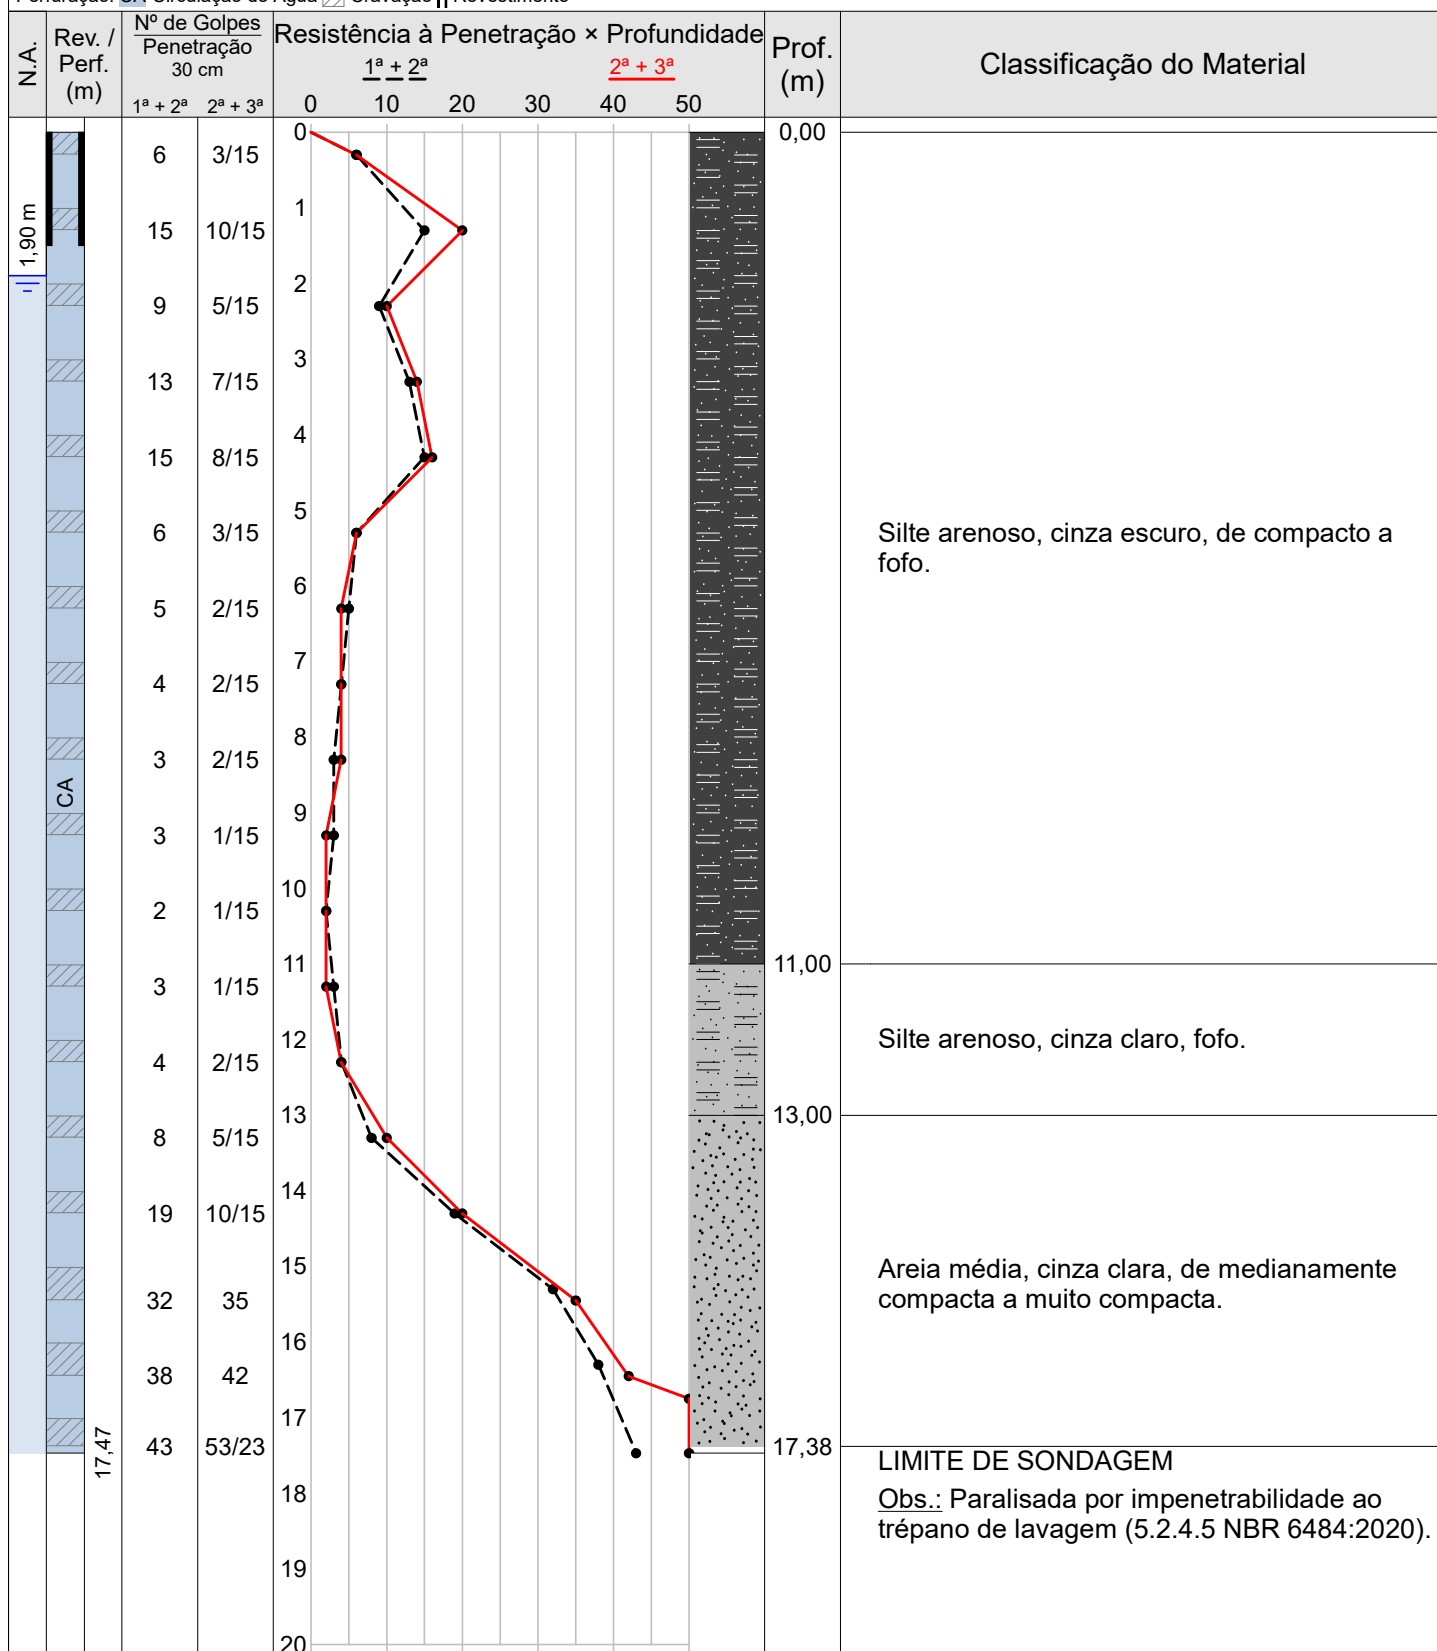 Perfuração: CA Circulação de Água Cravação Revestimento
N.A.
Rev. /
Perf.
(m)
Nº de Golpes
Penetração
30 cm
1ª + 2ª 2ª + 3ª
Resistência à Penetração × Profundidade
1ª + 2ª 2ª + 3ª
0 10 20 30 40 50
Prof.
(m)
Classificação do Material
0 0,00
6 3/15
1
1,90 m
15 10/15
2
9 5/15
3
13 7/15
4
15 8/15
5
6 3/15
Silte arenoso, cinza escuro, de compacto a
fofo.
6
5 2/15
7
4 2/15
8
3 2/15
CA
9
3 1/15
10
2 1/15
11 11,00
3 1/15
12
Silte arenoso, cinza claro, fofo.
4 2/15
13 13,00
8 5/15
14
19 10/15
15
Areia média, cinza clara, de medianamente
compacta a muito compacta.
32 35
16
38 42
17
43 53/23 17,38
17,47
LIMITE DE SONDAGEM
18
Obs.: Paralisada por impenetrabilidade ao
trépano de lavagem (5.2.4.5 NBR 6484:2020).
19
20